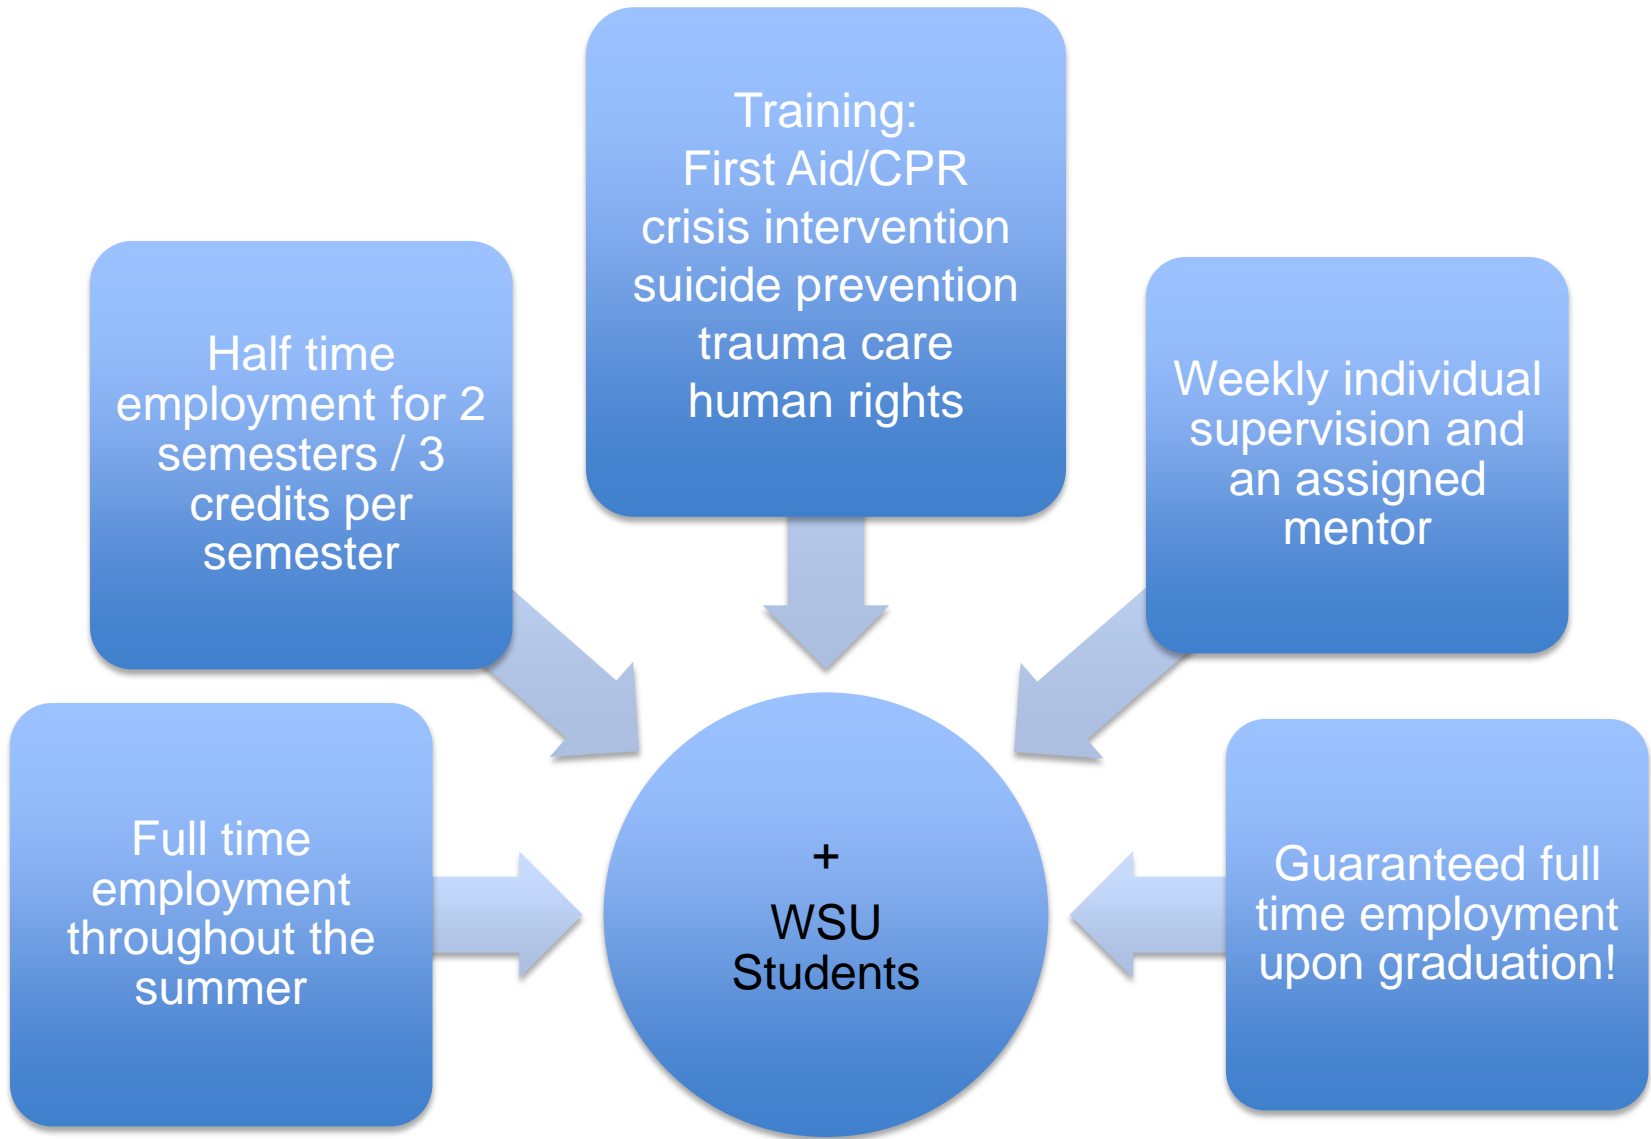 Training:
First Aid/CPR
crisis intervention
suicide prevention
trauma care
human rights
Half time
employment for 2
semesters / 3
credits per
semester
Weekly individual
supervision and
an assigned
mentor
Full time
employment
throughout the
summer
+
WSU
Students
Guaranteed full
time employment
upon graduation!